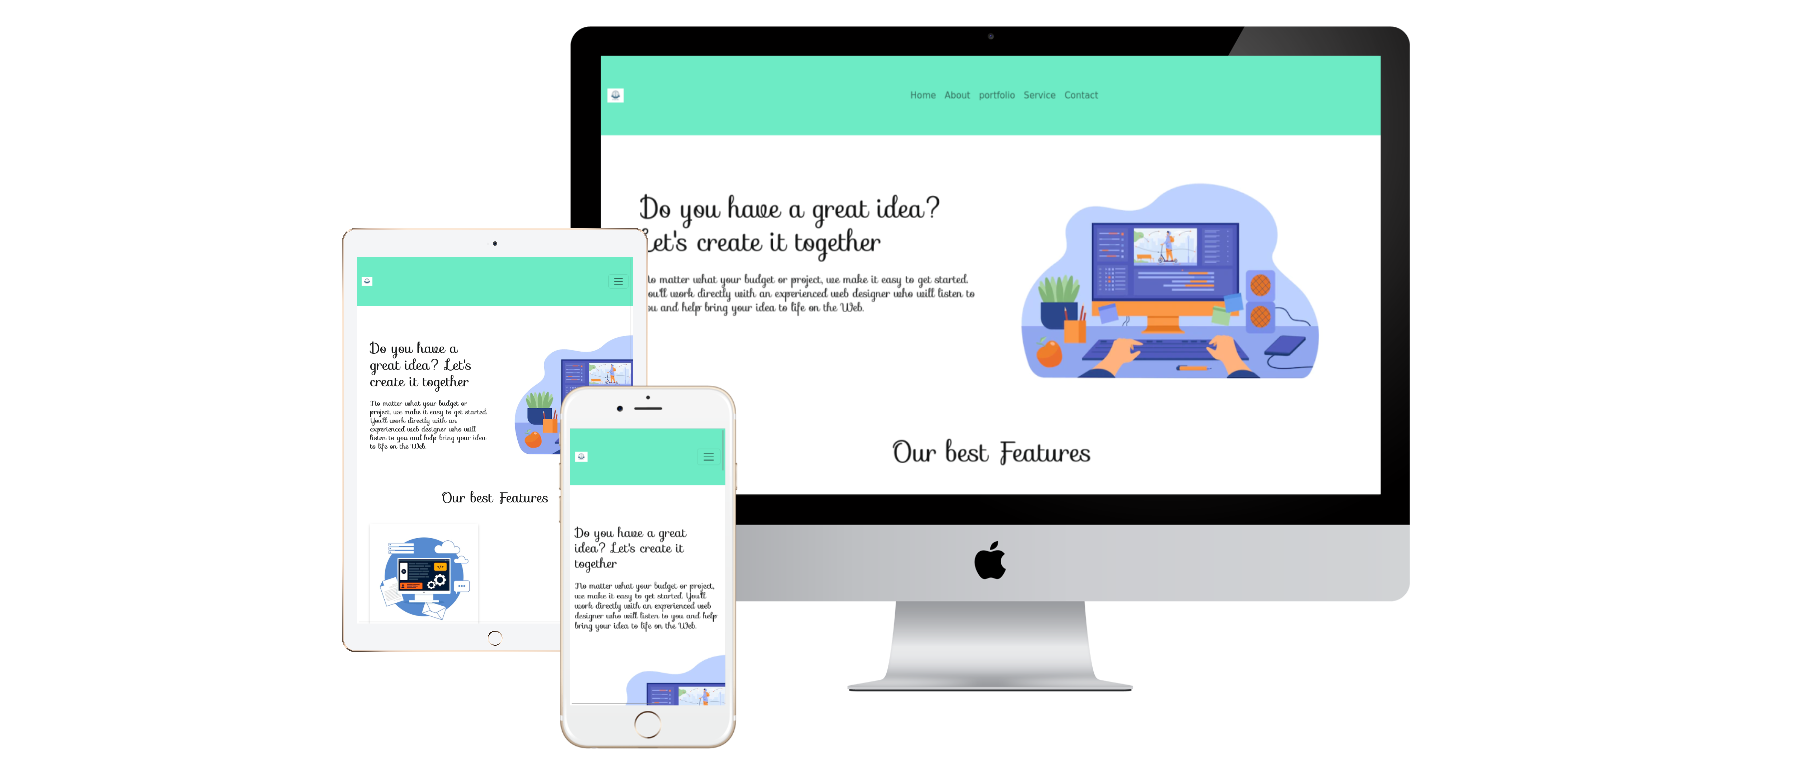 Home About portfolio Service Contact
Do you have a great idea?
Let's create it together
No matter what your budget or project, we make it easy to get started.
You'll work directly with an experienced web designer who will listen to
you and help bring your idea to life on the Web.
Our best Features
Do you have a
great idea? Let's
create it together
No matter what your budget or
project, we make it easy to get started.
You'll work directly with an
experienced web designer who will
listen to you and help bring your idea
to life on the Web.
Our best Features
Do you have a great
idea? Let's create it
together
No matter what your budget or project,
we make it easy to get started. You'll
work directly with an experienced web
designer who will listen to you and help
bring your idea to life on the Web.